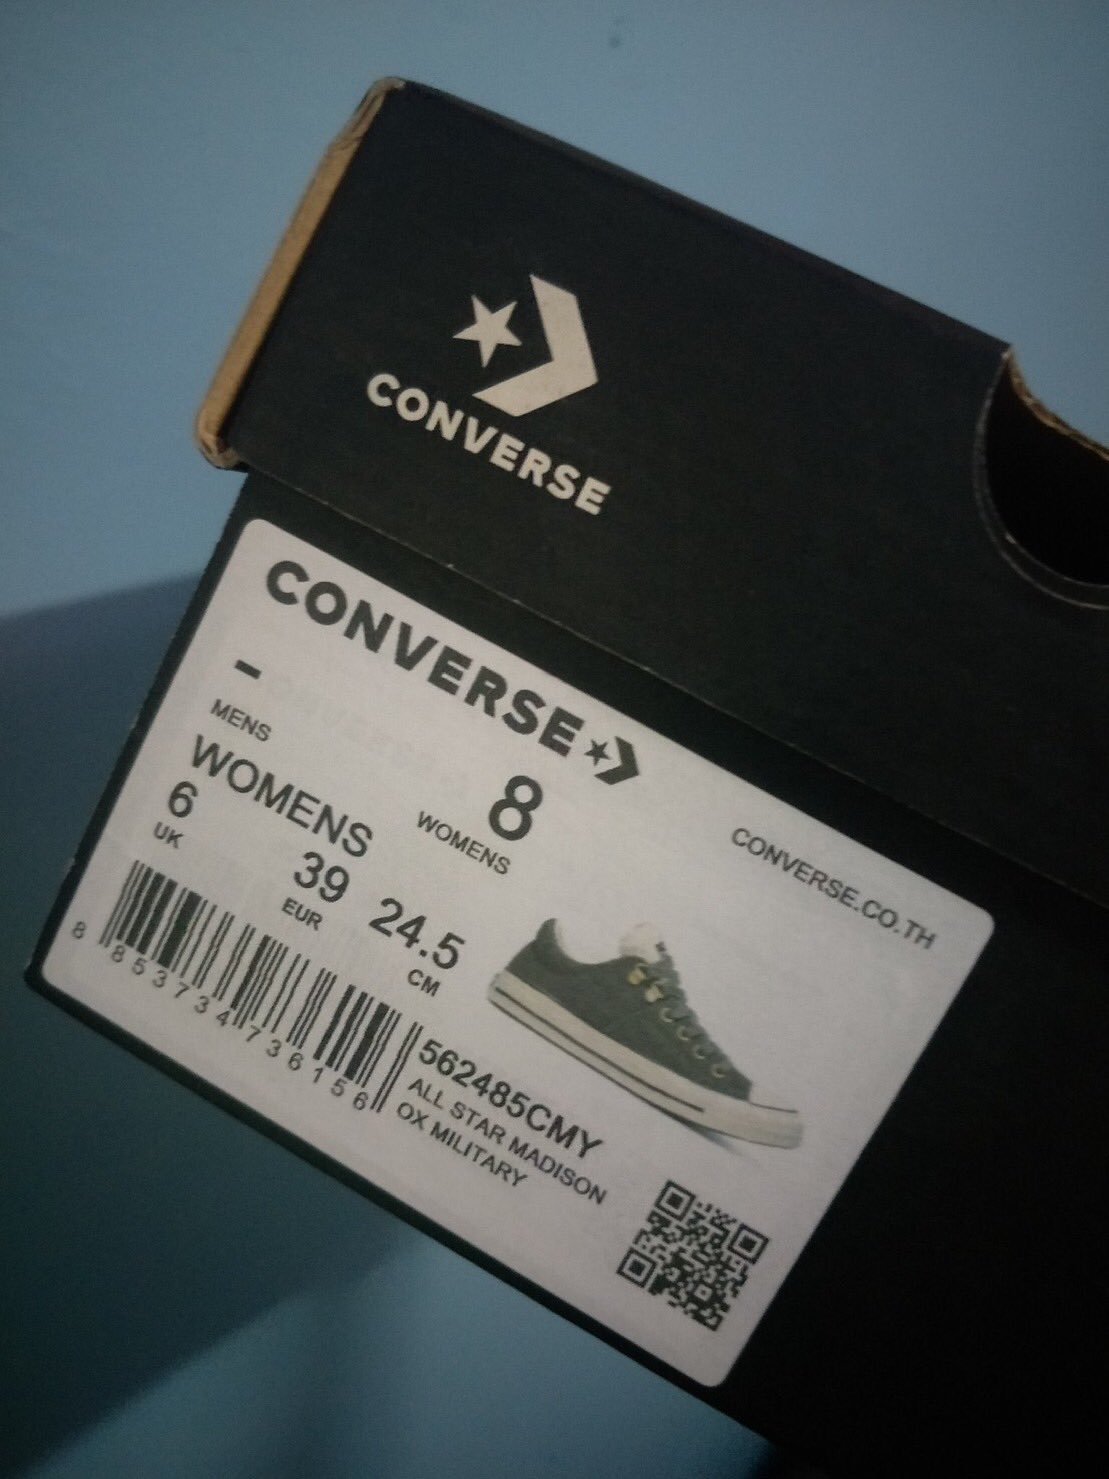 CONVERSE
CONVERSE
-
MENS
8
WOMENS
WOMENS
6
UK
39
EUR
24.5
CM
CONVERSE.CO.TH
8 853734 736156
562485CMY
ALL STAR MADISON
OX MILITARY